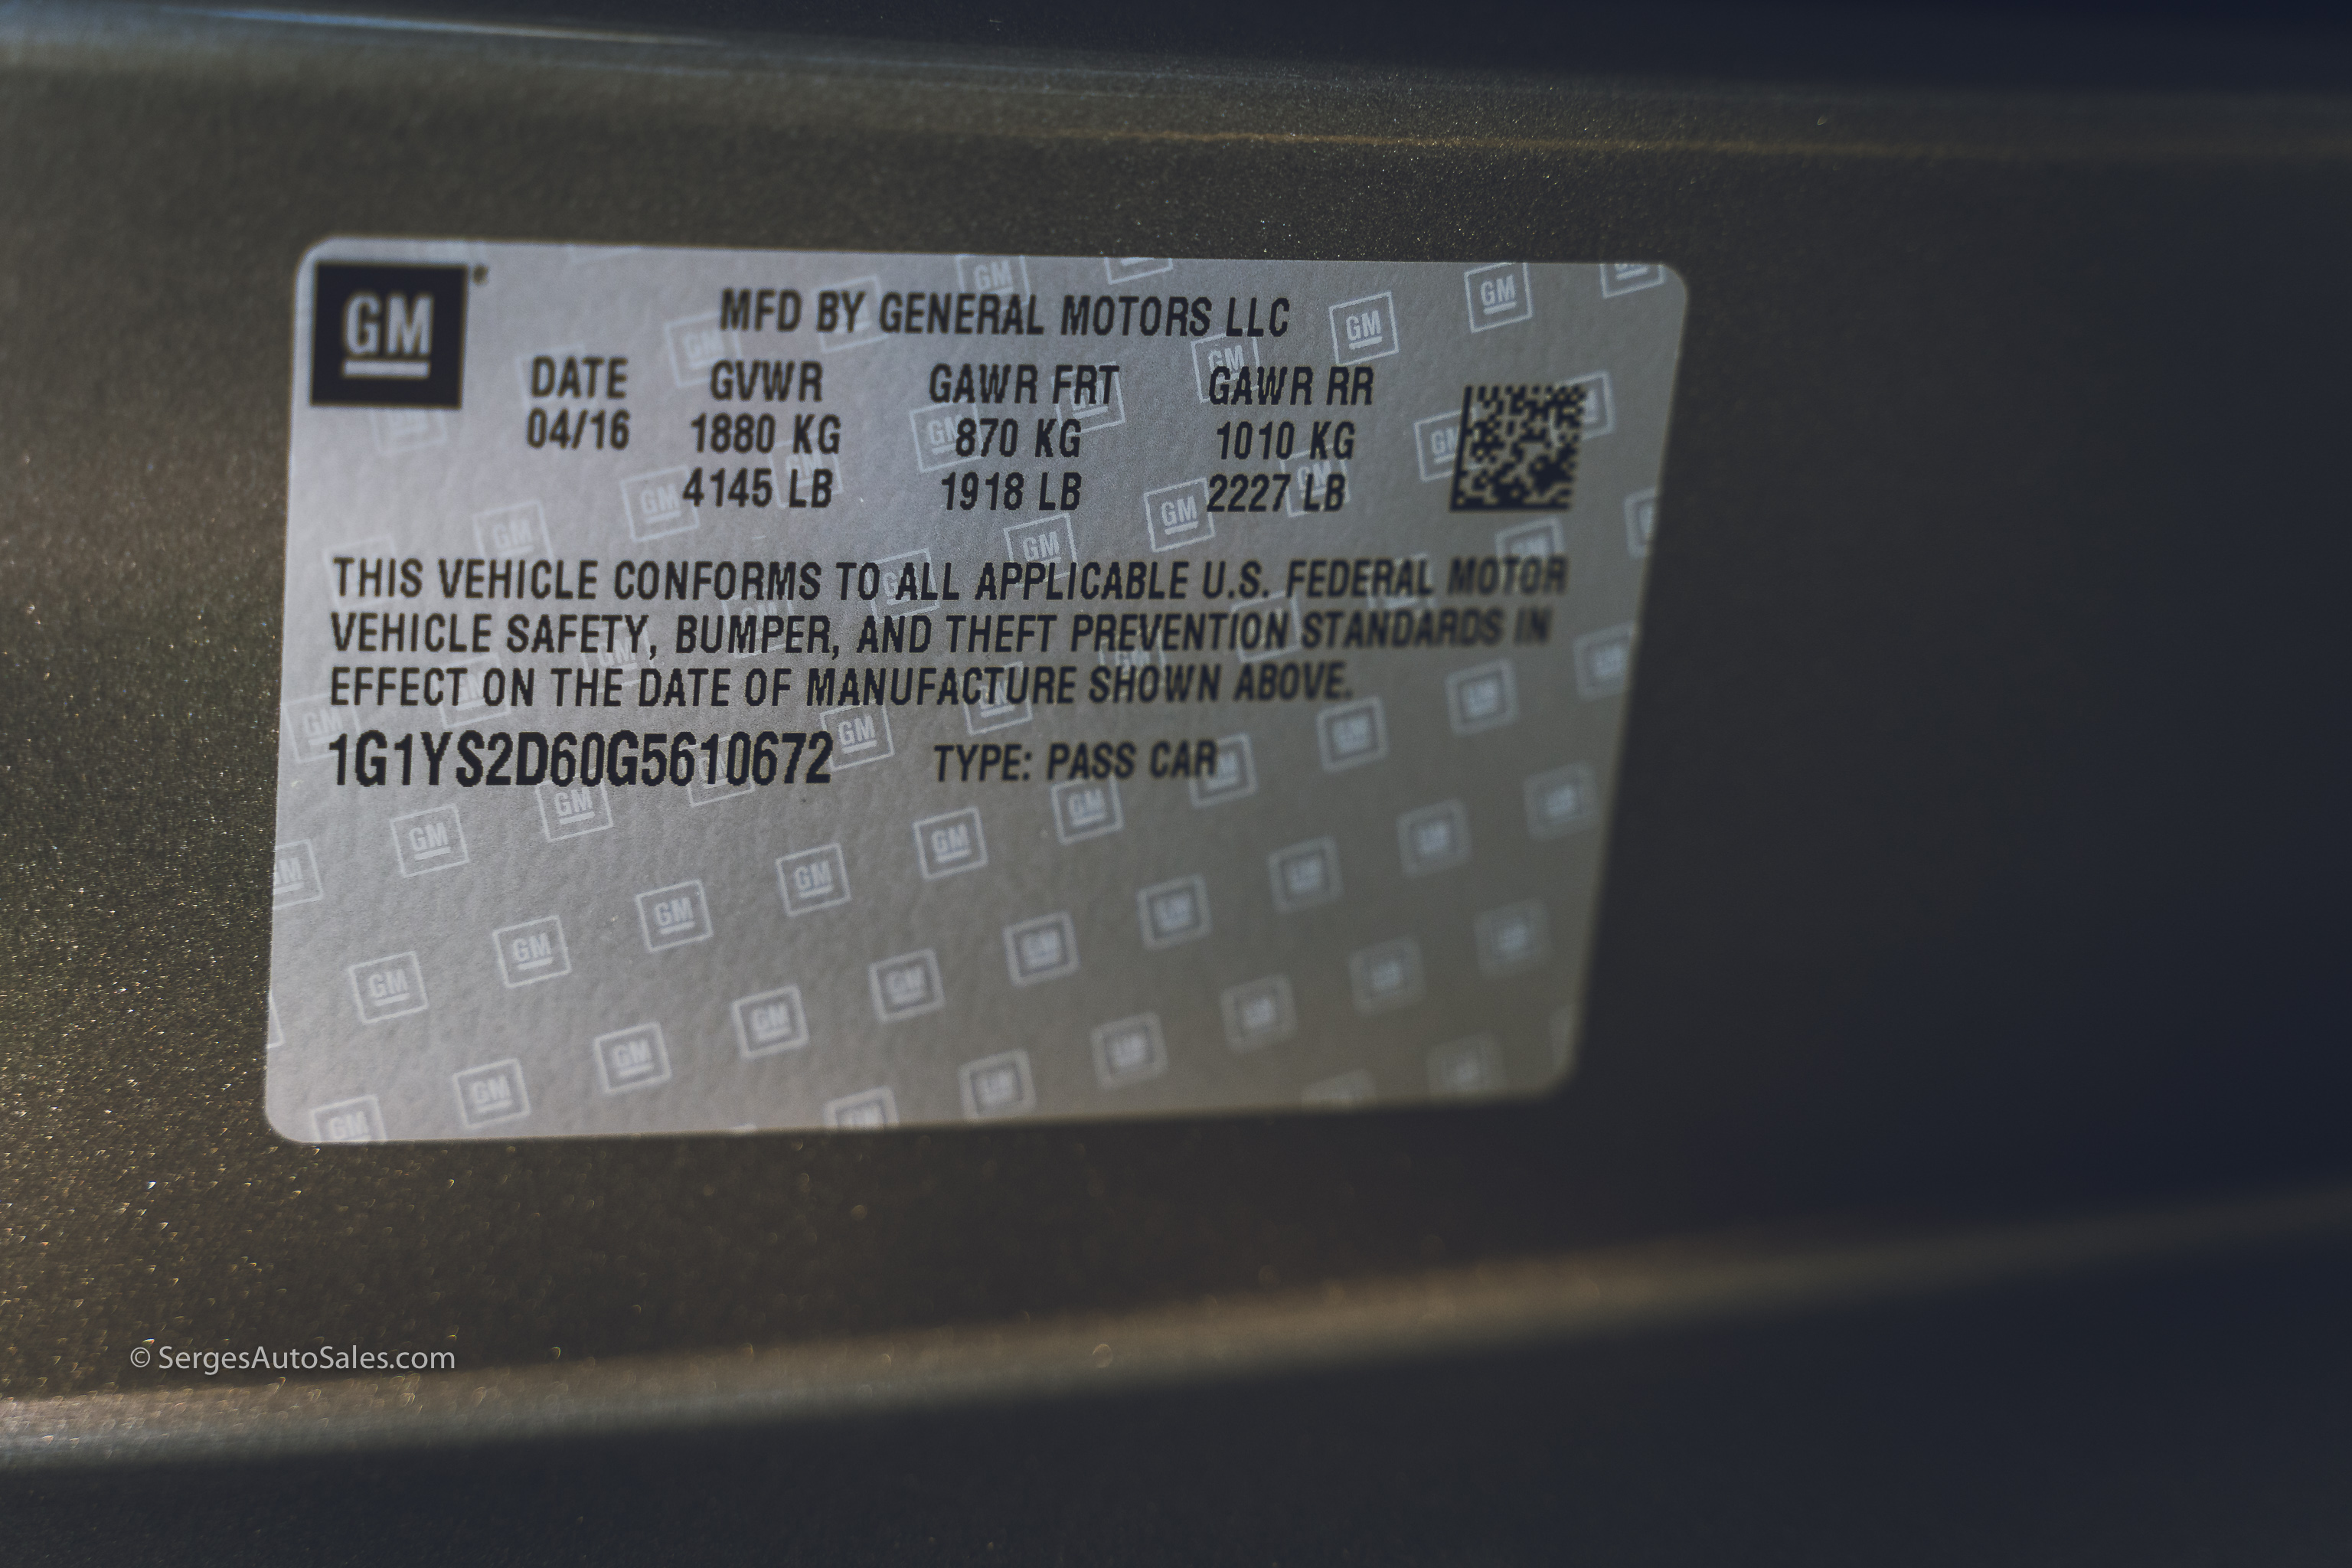 GM
MFD BY GENERAL MOTORS LLC
DATE GVWR GAWR FRT GAWR RR
04/16 1880 KG 870 KG 1010 KG
4145 LB 1918 LB 2227 LB
THIS VEHICLE CONFORMS TO ALL APPLICABLE U.S. FEDERAL MOTOR
VEHICLE SAFETY, BUMPER, AND THEFT PREVENTION STANDARDS IN
EFFECT ON THE DATE OF MANUFACTURE SHOWN ABOVE.
1G1YS2D60G5610672 TYPE: PASS CAR
© SergesAutoSales.com